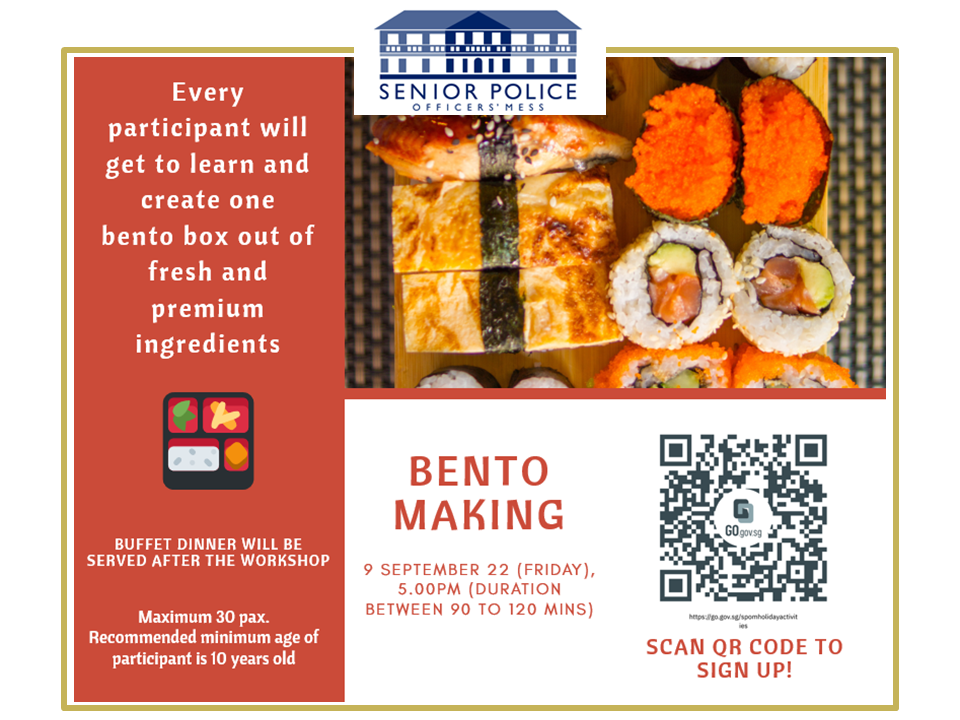 SENIOR POLICE
OFFICERS' MESS
Every
participant will
get to learn and
create one
bento box out of
fresh and
premium
ingredients
BUFFET DINNER WILL BE
SERVED AFTER THE WORKSHOP
Maximum 30 pax.
Recommended minimum age of
participant is 10 years old
BENTO
MAKING
9 SEPTEMBER 22 (FRIDAY),
5.00PM (DURATION
BETWEEN 90 TO 120 MINS)
GO.gov.sg
https://go.gov.sg/spomholidayactivit
ies
SCAN QR CODE TO
SIGN UP!